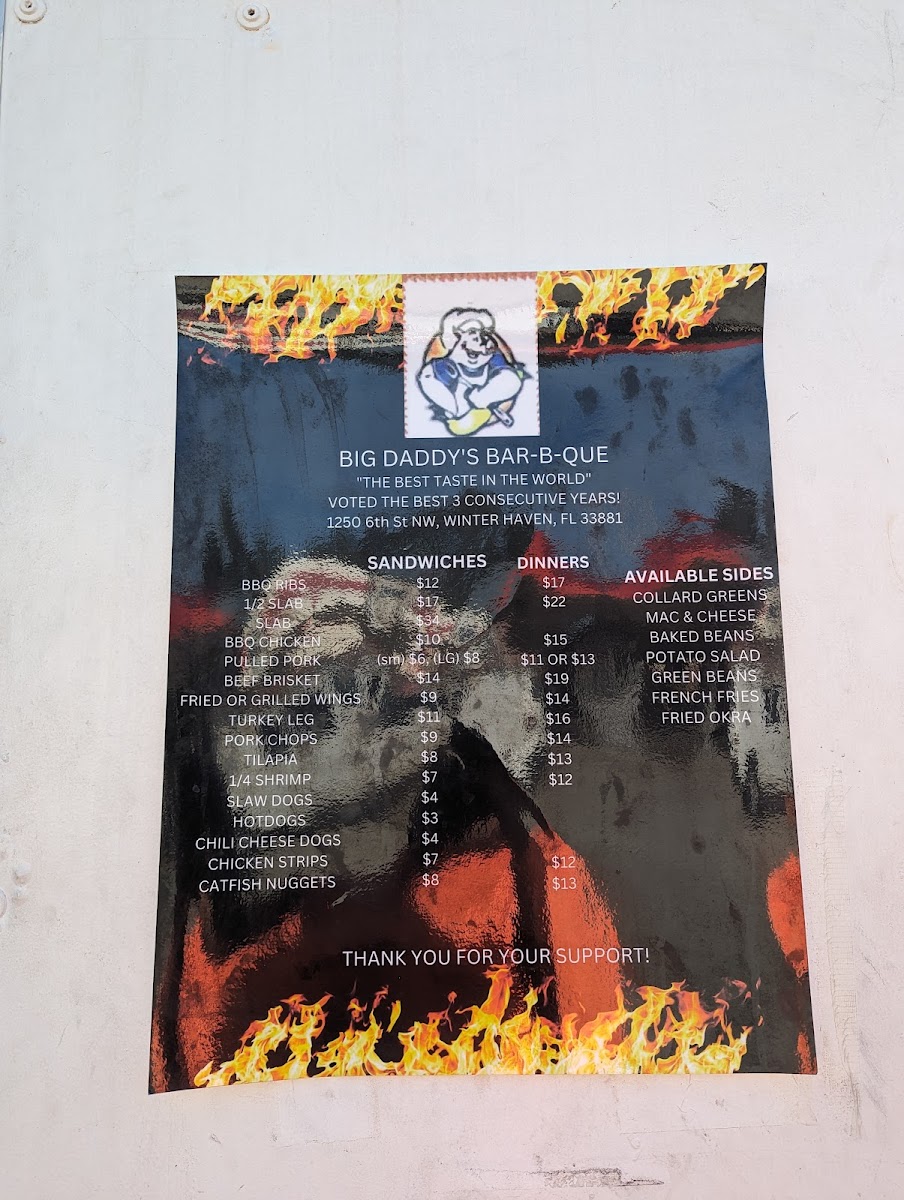 BIG DADDY'S BAR-B-QUE
"THE BEST TASTE IN THE WORLD"
VOTED THE BEST 3 CONSECUTIVE YEARS!
1250 6th St NW, WINTER HAVEN, FL 33881
SANDWICHES DINNERS
BBQ RIBS $12 $17
1/2 SLAB $17 $22
SLAB $34
BBQ CHICKEN $10 $15
PULLED PORK (sm) $6, (LG) $8 $11 OR $13
BEEF BRISKET $14 $19
FRIED OR GRILLED WINGS $9 $14
TURKEY LEG $11 $16
PORK CHOPS $9 $14
TILAPIA $8 $13
1/4 SHRIMP $7 $12
SLAW DOGS $4
HOTDOGS $3
CHILI CHEESE DOGS $4
CHICKEN STRIPS $7 $12
CATFISH NUGGETS $8 $13
AVAILABLE SIDES
COLLARD GREENS
MAC & CHEESE
BAKED BEANS
POTATO SALAD
GREEN BEANS
FRENCH FRIES
FRIED OKRA
THANK YOU FOR YOUR SUPPORT!